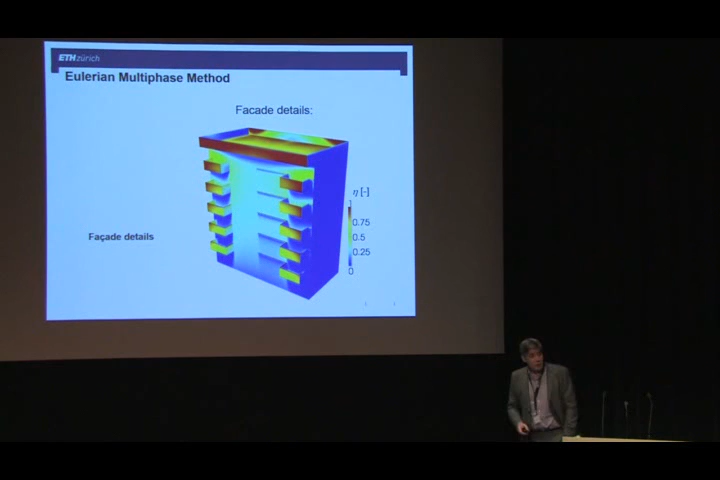 ETHzürich
Eulerian Multiphase Method
Facade details:
η [-]
1
0.75
0.5
0.25
0
Façade details